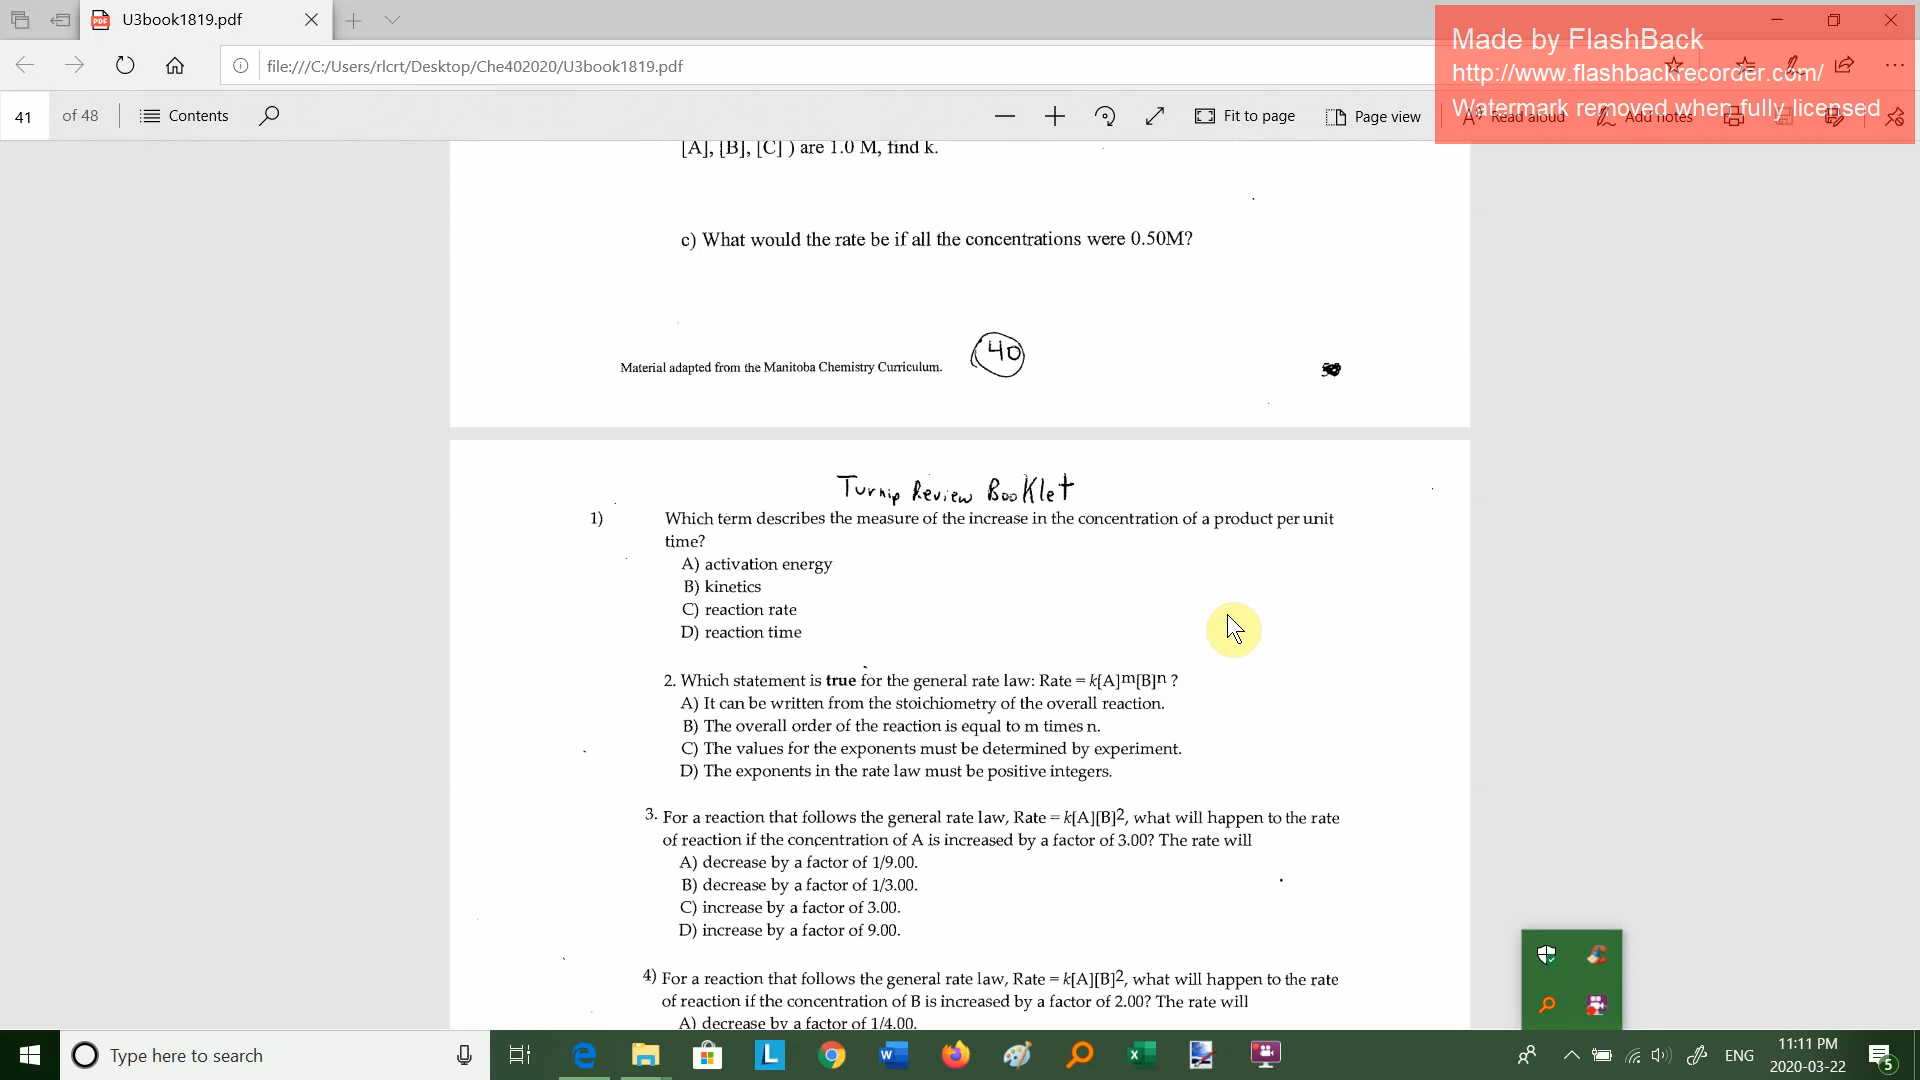 U3book1819.pdf
Made by FlashBack
http://www.flashbackrecorder.com/
Watermark removed when fully licensed
file:///C:/Users/rlcrt/Desktop/Che402020/U3book1819.pdf
41 of 48 Contents Fit to page Page view Read aloud Add notes
[A], [B], [C] ) are 1.0 M, find k.
c) What would the rate be if all the concentrations were 0.50M?
40
Material adapted from the Manitoba Chemistry Curriculum.
Turnip Review Booklet
1) Which term describes the measure of the increase in the concentration of a product per unit
time?
A) activation energy
B) kinetics
C) reaction rate
D) reaction time
2. Which statement is true for the general rate law: Rate = k[A]m[B]n ?
A) It can be written from the stoichiometry of the overall reaction.
B) The overall order of the reaction is equal to m times n.
C) The values for the exponents must be determined by experiment.
D) The exponents in the rate law must be positive integers.
3. For a reaction that follows the general rate law, Rate = k[A][B]2, what will happen to the rate
of reaction if the concentration of A is increased by a factor of 3.00? The rate will
A) decrease by a factor of 1/9.00.
B) decrease by a factor of 1/3.00.
C) increase by a factor of 3.00.
D) increase by a factor of 9.00.
4) For a reaction that follows the general rate law, Rate = k[A][B]2, what will happen to the rate
of reaction if the concentration of B is increased by a factor of 2.00? The rate will
A) decrease by a factor of 1/4.00.
Type here to search
ENG
11:11 PM
2020-03-22
5